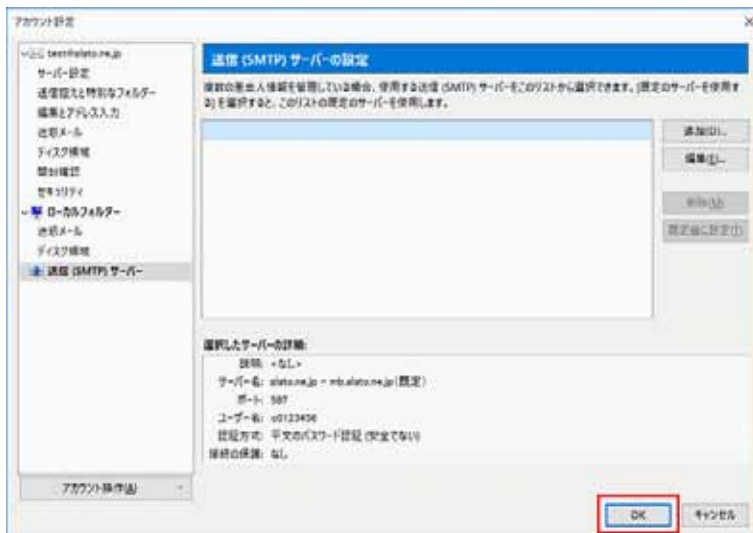 アカウント設定
test@alato.ne.jp
サーバー設定
送信控えと特別なフォルダー
編集とアドレス入力
迷惑メール
ディスク領域
開封確認
セキュリティ
ローカルフォルダー
迷惑メール
ディスク領域
送信 (SMTP) サーバー
アカウント操作(A)
送信 (SMTP) サーバーの設定
複数の差出人情報を管理している場合、使用する送信 (SMTP) サーバーをこのリストから選択できます。[既定のサーバーを使用す
る] を選択すると、このリストの既定のサーバーを使用します。
追加(D)...
編集(E)...
削除(M)
既定値に設定(T)
選択したサーバーの詳細:
説明: <なし>
サーバー名: alato.ne.jp - mb.alato.ne.jp (既定)
ポート: 587
ユーザー名: o0123456
認証方式: 平文のパスワード認証 (安全でない)
接続の保護: なし
OK
キャンセル